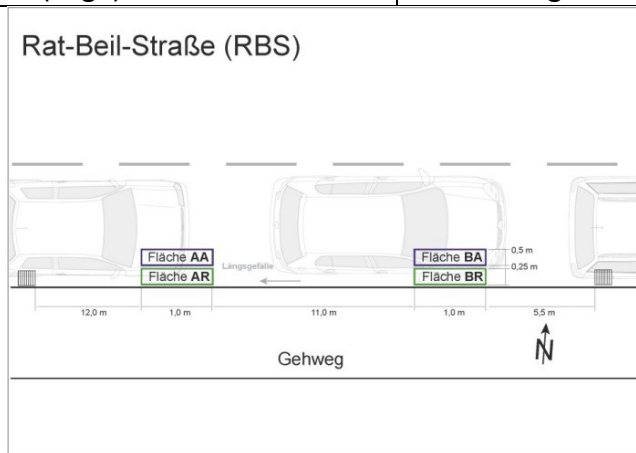 Rat-Beil-Straße (RBS)
Fläche AA
Fläche BA
0,5 m
Längsgefälle
0,25 m
Fläche AR
Fläche BR
12,0 m
1,0 m
11,0 m
1,0 m
5,5 m
Gehweg
N